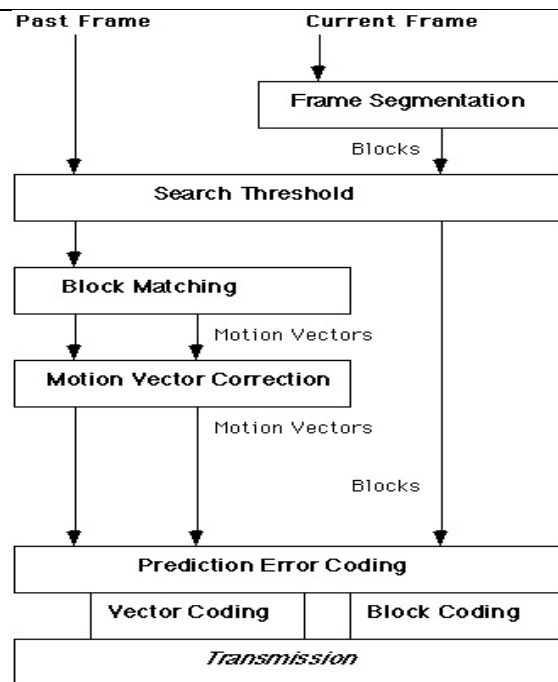 Past Frame Current Frame
Frame Segmentation
Blocks
Search Threshold
Block Matching
Motion Vectors
Motion Vector Correction
Motion Vectors
Blocks
Prediction Error Coding
Vector Coding Block Coding
Transmission